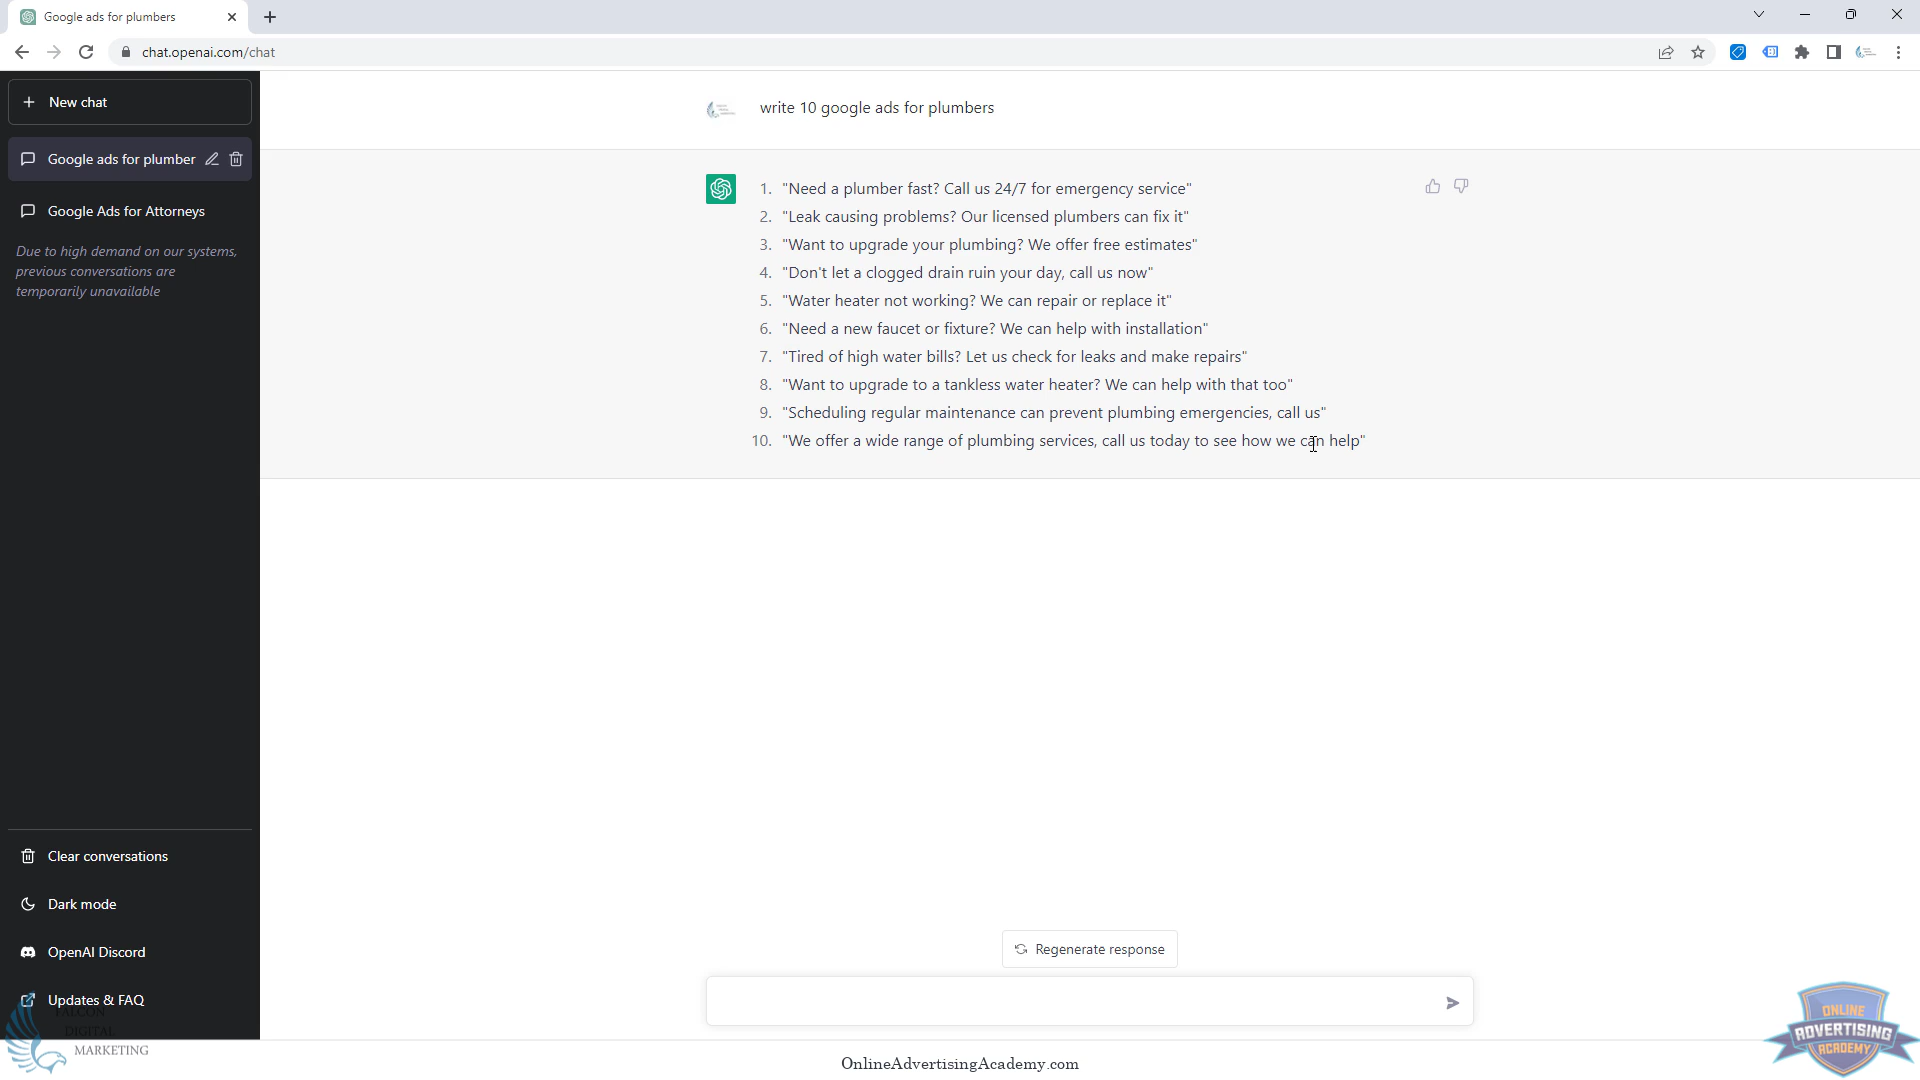 Google ads for plumbers
chat.openai.com/chat
New chat
Google ads for plumber
Google Ads for Attorneys
Due to high demand on our systems,
previous conversations are
temporarily unavailable
write 10 google ads for plumbers
1. "Need a plumber fast? Call us 24/7 for emergency service"
2. "Leak causing problems? Our licensed plumbers can fix it"
3. "Want to upgrade your plumbing? We offer free estimates"
4. "Don't let a clogged drain ruin your day, call us now"
5. "Water heater not working? We can repair or replace it"
6. "Need a new faucet or fixture? We can help with installation"
7. "Tired of high water bills? Let us check for leaks and make repairs"
8. "Want to upgrade to a tankless water heater? We can help with that too"
9. "Scheduling regular maintenance can prevent plumbing emergencies, call us"
10. "We offer a wide range of plumbing services, call us today to see how we can help"
Clear conversations
Dark mode
OpenAI Discord
Updates & FAQ
Regenerate response
FALCON
DIGITAL
MARKETING
OnlineAdvertisingAcademy.com
ONLINE
ADVERTISING
ACADEMY